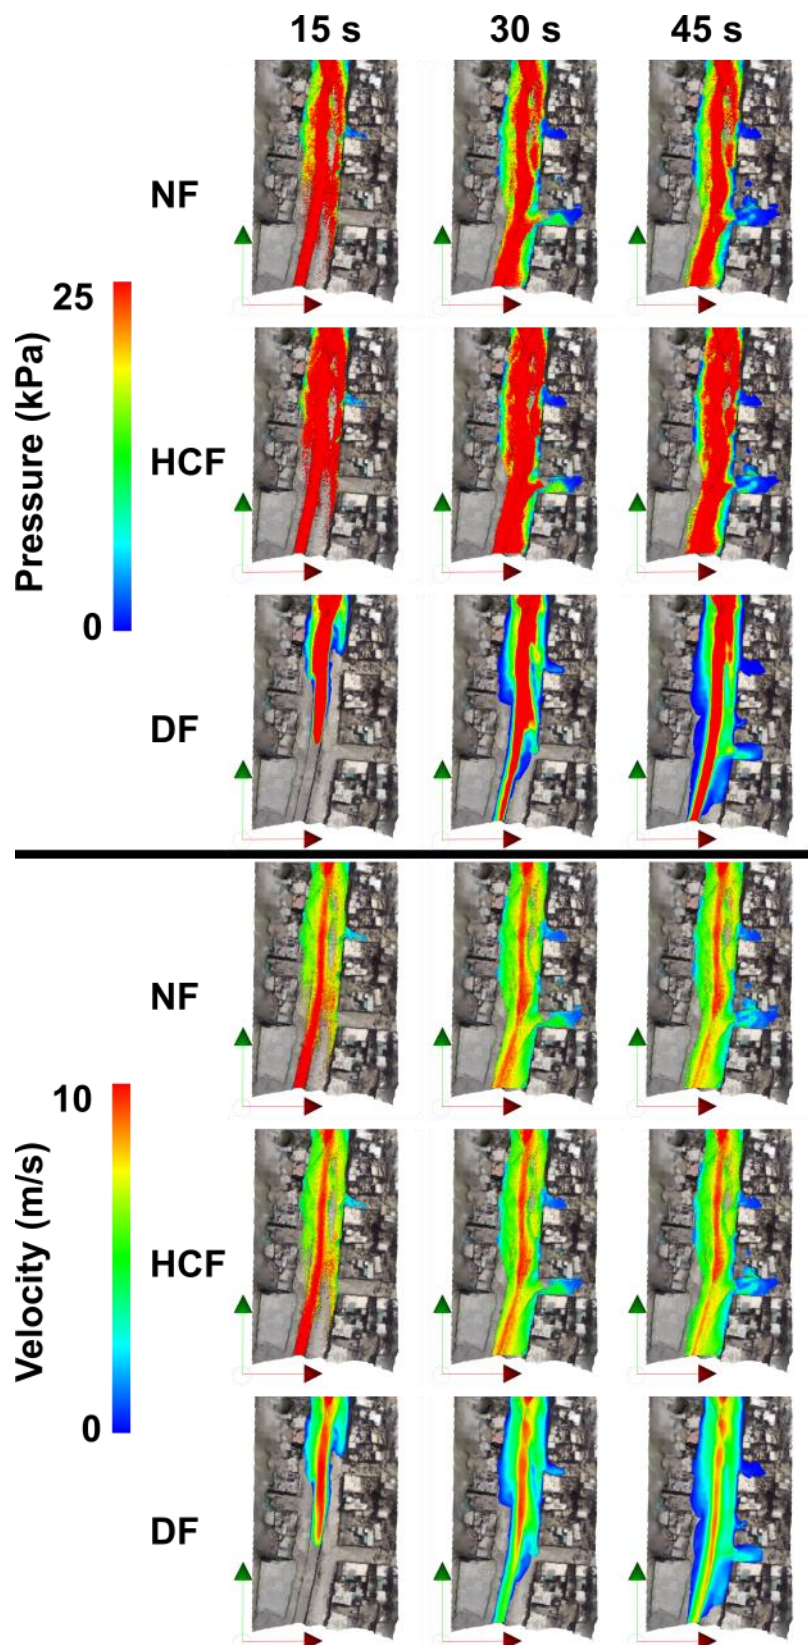 15 s 30 s 45 s
NF
25
Pressure (kPa)
HCF
0
DF
NF
10
Velocity (m/s)
HCF
0
DF